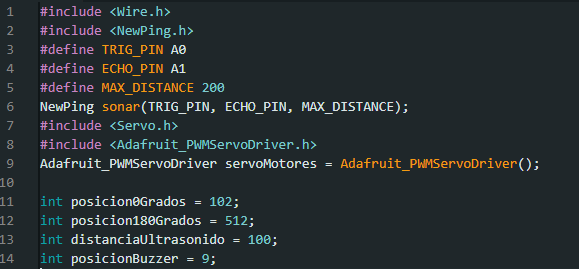 1 #include <Wire.h>
2 #include <NewPing.h>
3 #define TRIG_PIN A0
4 #define ECHO_PIN A1
5 #define MAX_DISTANCE 200
6 NewPing sonar(TRIG_PIN, ECHO_PIN, MAX_DISTANCE);
7 #include <Servo.h>
8 #include <Adafruit_PWMServoDriver.h>
9 Adafruit_PWMServoDriver servoMotores = Adafruit_PWMServoDriver();
10
11 int posicion0Grados = 102;
12 int posicion180Grados = 512;
13 int distanciaUltrasonido = 100;
14 int posicionBuzzer = 9;